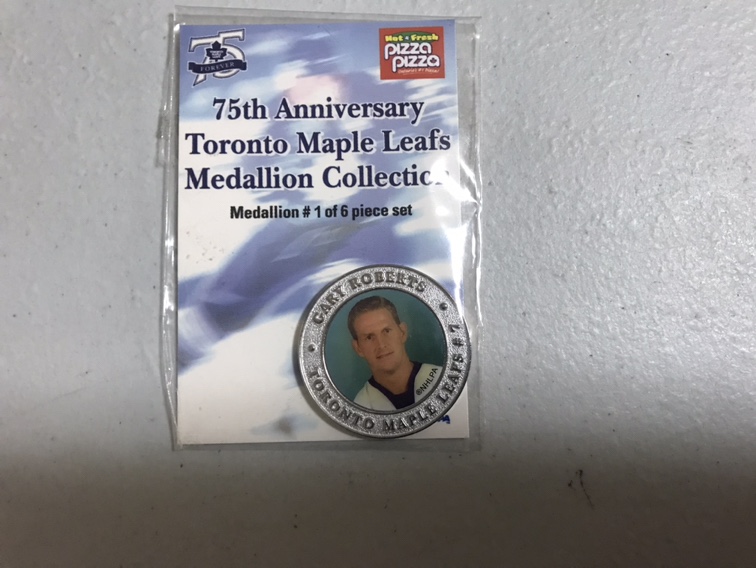 75
FOREVER
Hot & Fresh
pizza
pizza
75th Anniversary
Toronto Maple Leafs
Medallion Collection
Medallion # 1 of 6 piece set
GARY ROBERTS
TORONTO MAPLE LEAFS # 7
©NHLPA